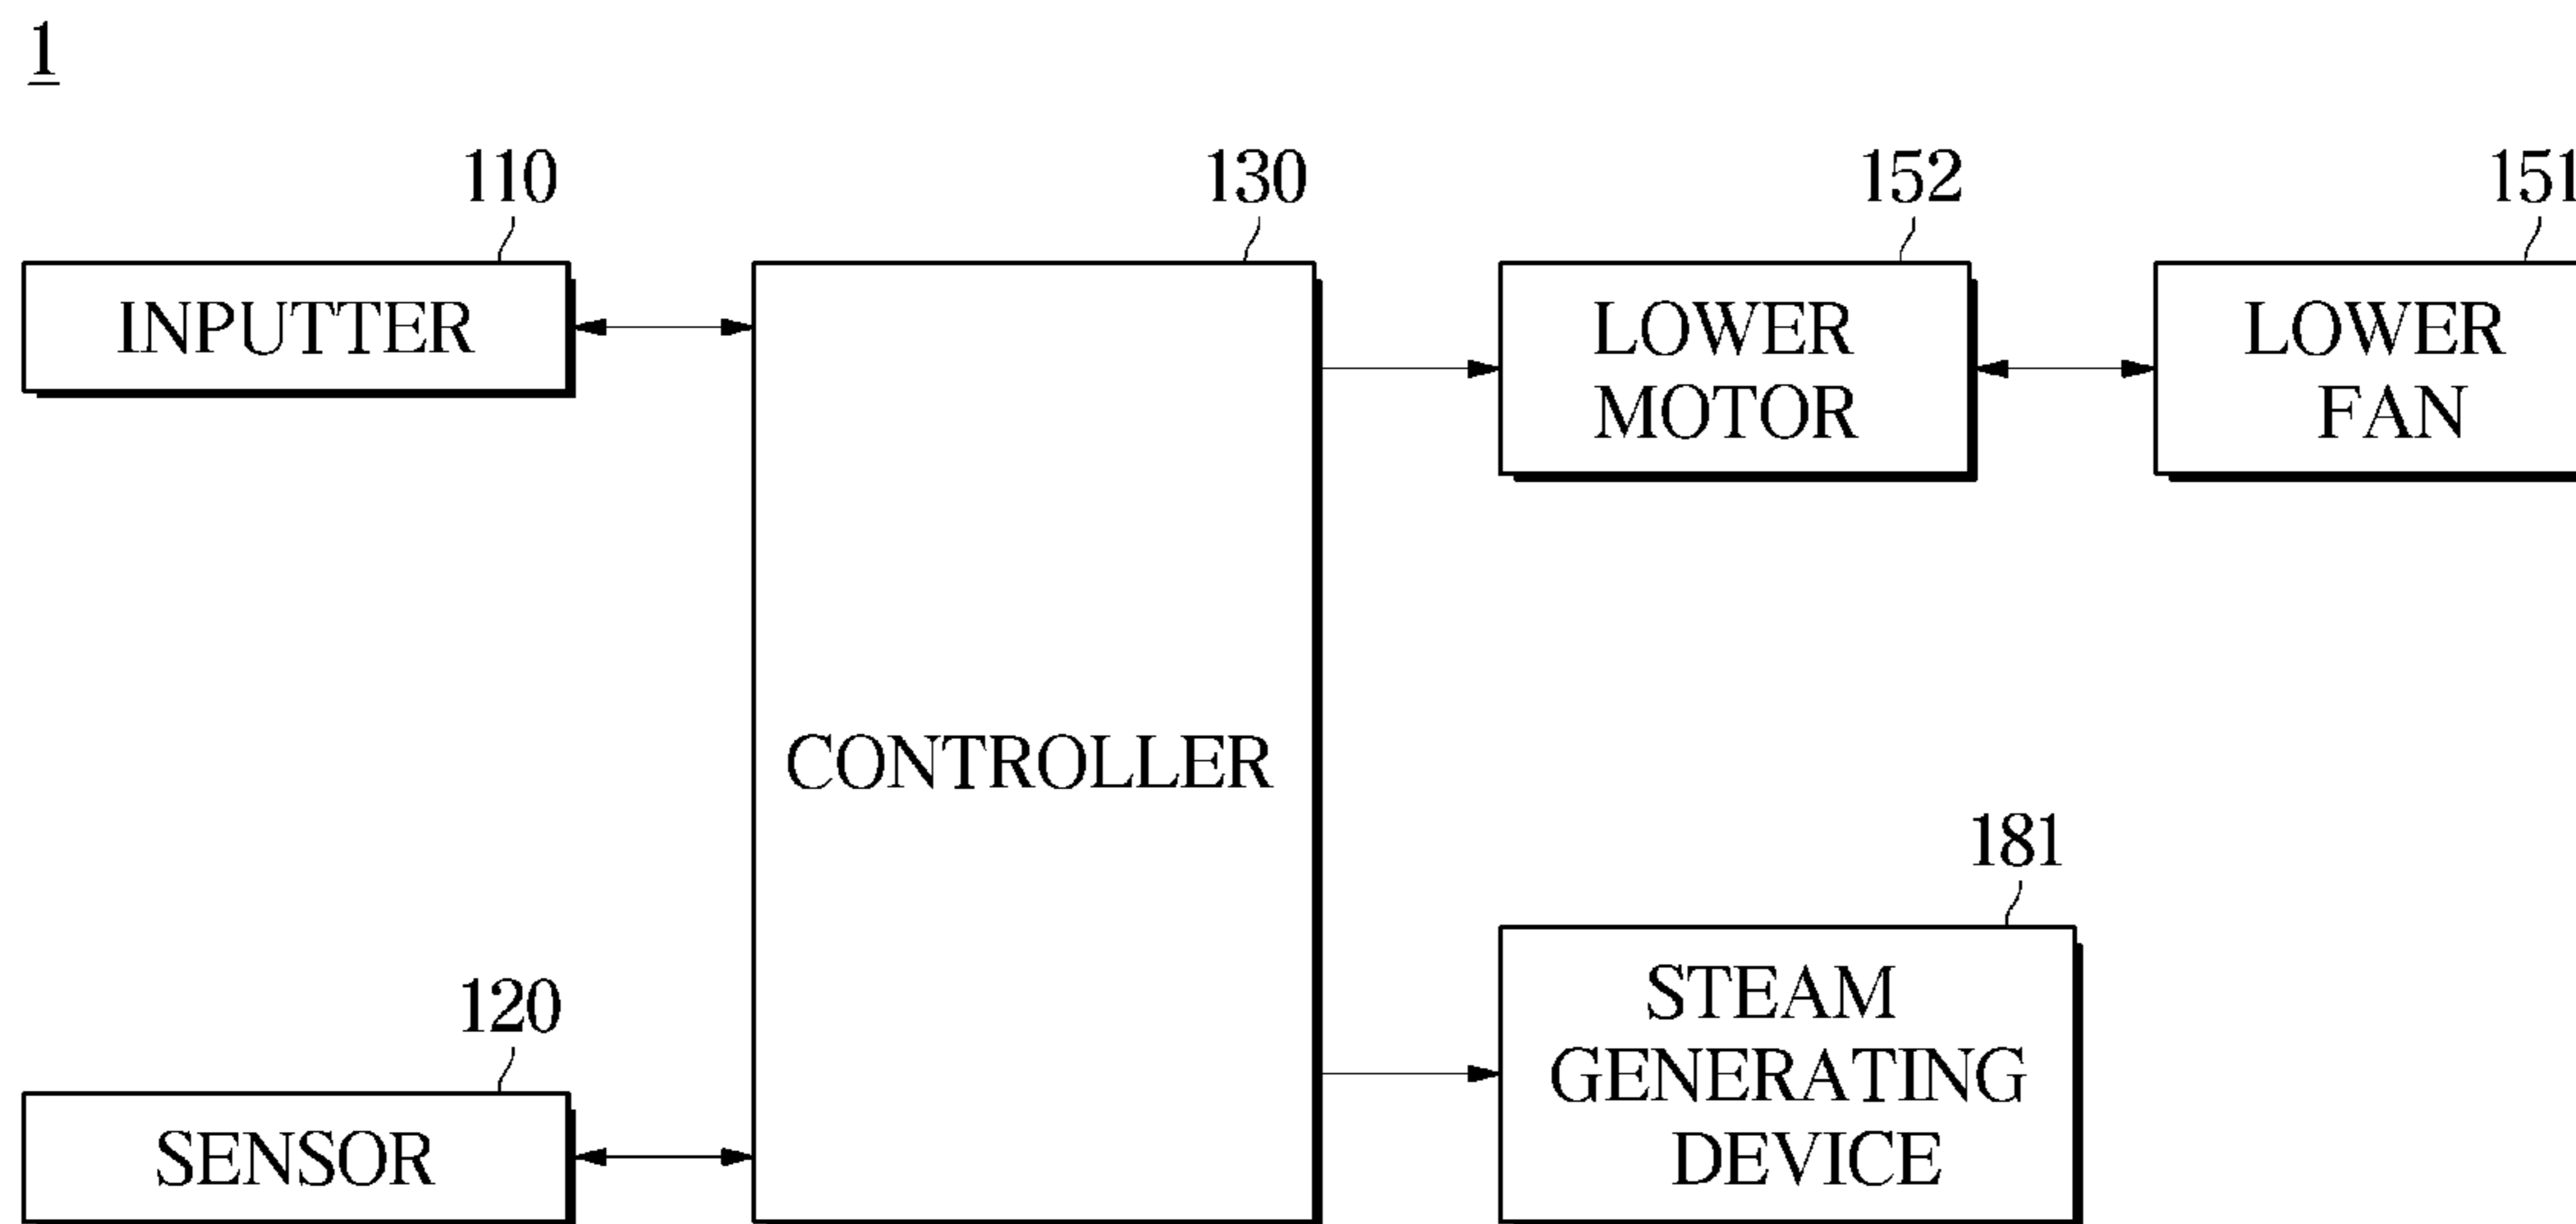 1
110
130
152
151
INPUTTER
LOWER
MOTOR
LOWER
FAN
CONTROLLER
181
STEAM
GENERATING
DEVICE
120
SENSOR